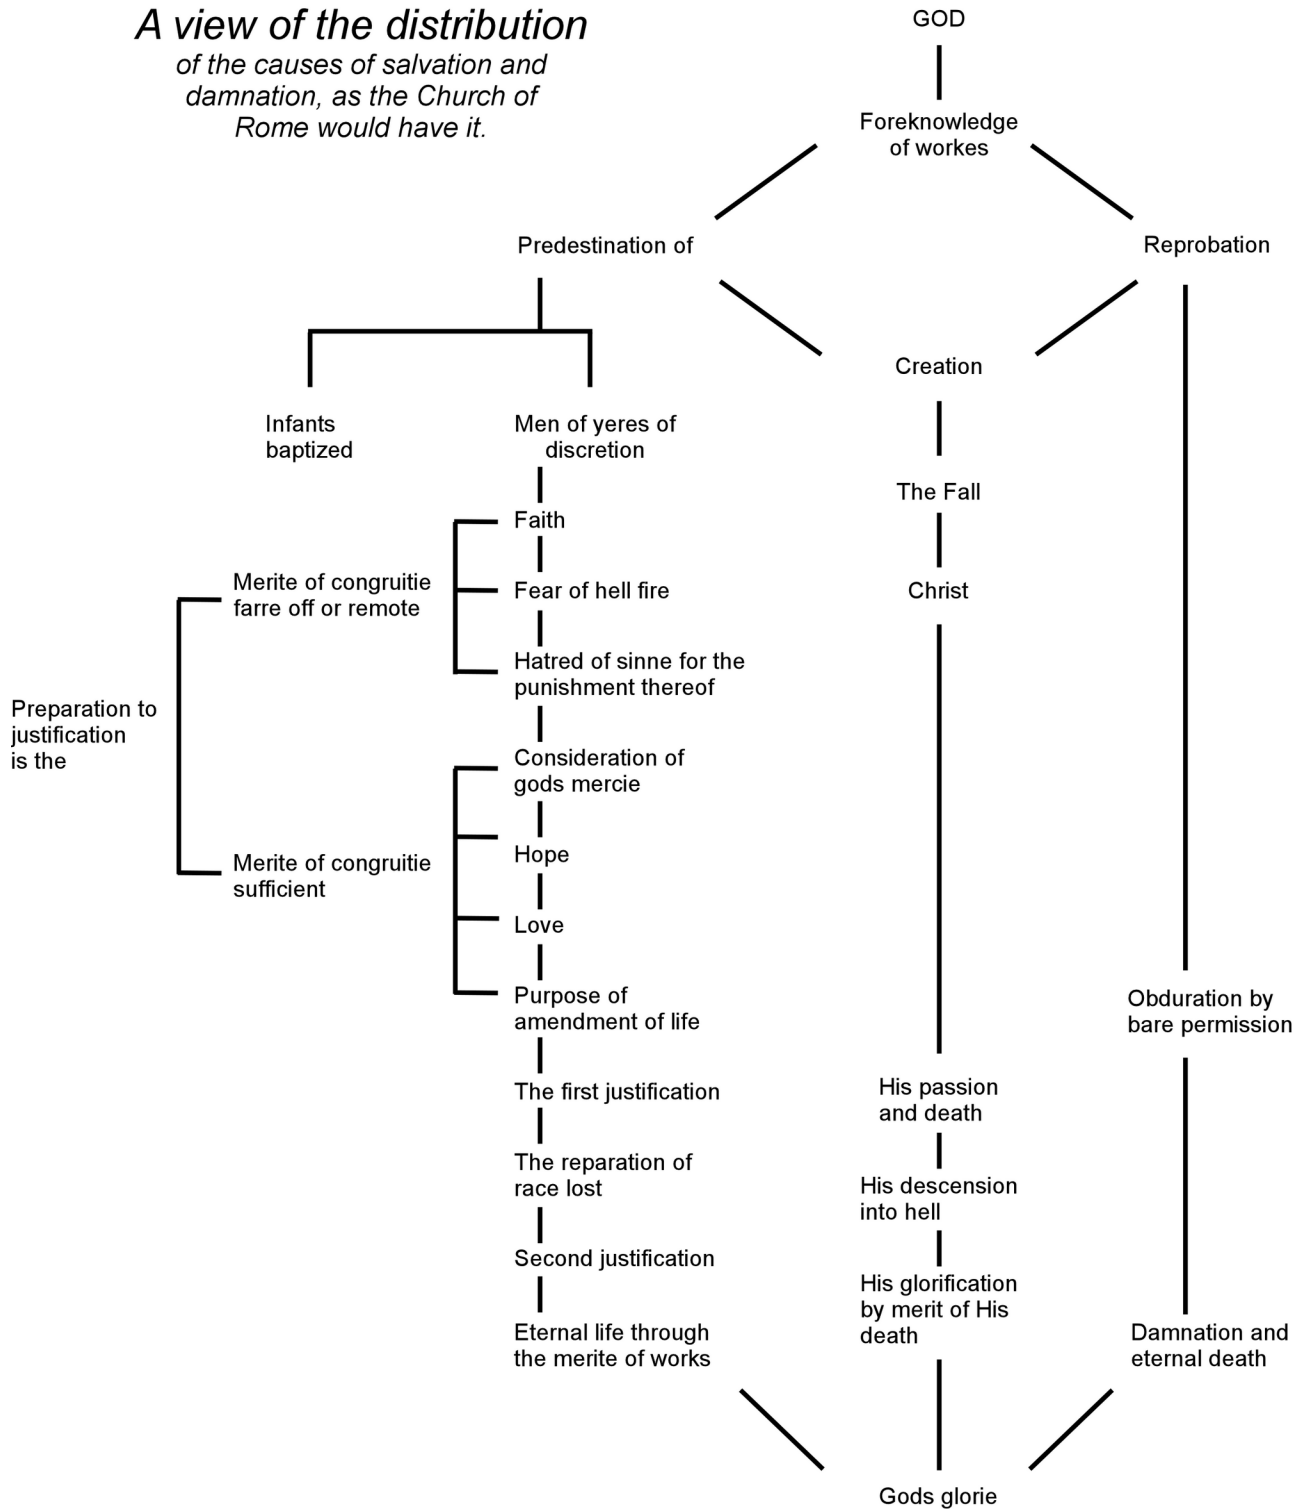 A view of the distribution
of the causes of salvation and
damnation, as the Church of
Rome would have it.
GOD
Foreknowledge
of workes
Predestination of
Reprobation
Creation
Infants
baptized
Men of yeres of
discretion
The Fall
Faith
Merite of congruitie
farre off or remote
Fear of hell fire
Christ
Hatred of sinne for the
punishment thereof
Preparation to
justification
is the
Consideration of
gods mercie
Merite of congruitie
sufficient
Hope
Love
Purpose of
amendment of life
Obduration by
bare permission
The first justification
His passion
and death
The reparation of
race lost
His descension
into hell
Second justification
His glorification
by merit of His
death
Eternal life through
the merite of works
Damnation and
eternal death
Gods glorie